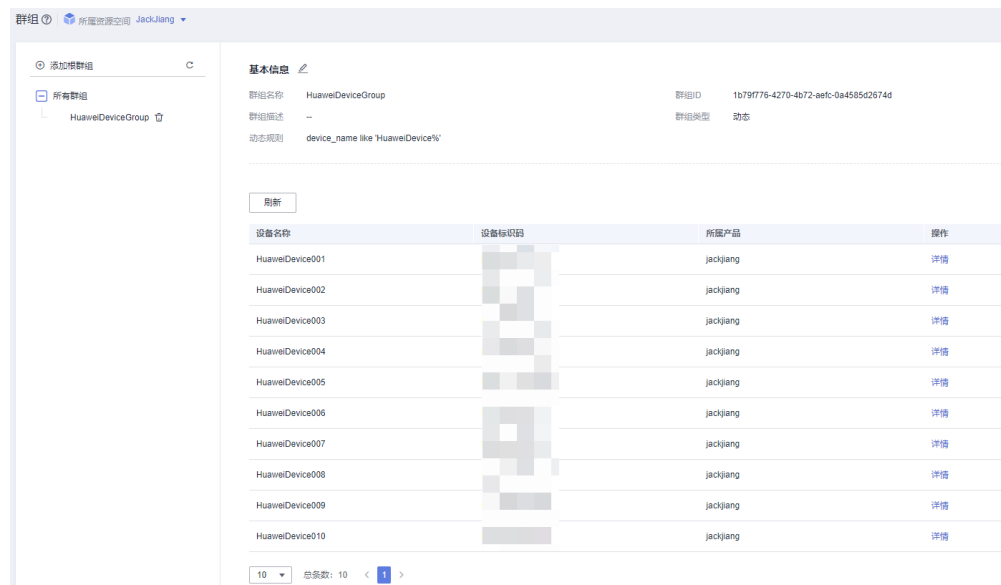 群组 所属资源空间 JackJiang
添加根群组
所有群组
HuaweiDeviceGroup
基本信息
群组名称 HuaweiDeviceGroup 群组ID 1b79f776-4270-4b72-aefc-0a4585d2674d
群组描述 -- 群组类型 动态
动态规则 device_name like 'HuaweiDevice%'
刷新
设备名称 设备标识码 所属产品 操作
HuaweiDevice001 jackjiang 详情
HuaweiDevice002 jackjiang 详情
HuaweiDevice003 jackjiang 详情
HuaweiDevice004 jackjiang 详情
HuaweiDevice005 jackjiang 详情
HuaweiDevice006 jackjiang 详情
HuaweiDevice007 jackjiang 详情
HuaweiDevice008 jackjiang 详情
HuaweiDevice009 jackjiang 详情
HuaweiDevice010 jackjiang 详情
10 总条数: 10 < 1 >